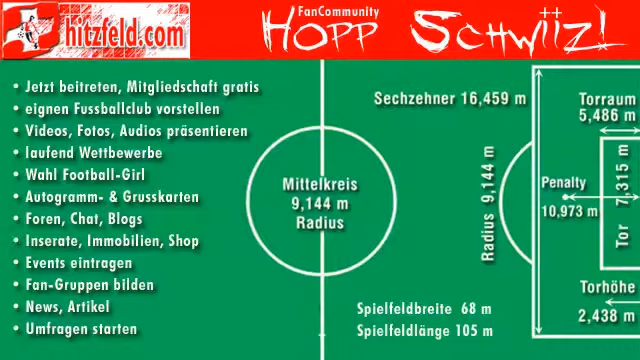 hitzfeld.com
FanCommunity
HOPP SCHWIIZ!
• Jetzt beitreten, Mitgliedschaft gratis
• eignen Fussballclub vorstellen
• Videos, Fotos, Audios präsentieren
• laufend Wettbewerbe
• Wahl Football-Girl
• Autogramm- & Grusskarten
• Foren, Chat, Blogs
• Inserate, Immobilien, Shop
• Events eintragen
• Fan-Gruppen bilden
• News, Artikel
• Umfragen starten
Mittelkreis
9,144 m
Radius
Sechzehner 16,459 m
Radius 9,144 m
Torraum
5,486 m
Penalty
10,973 m
Tor 7,315 m
Torhöhe
2,438 m
Spielfeldbreite 68 m
Spielfeldlänge 105 m